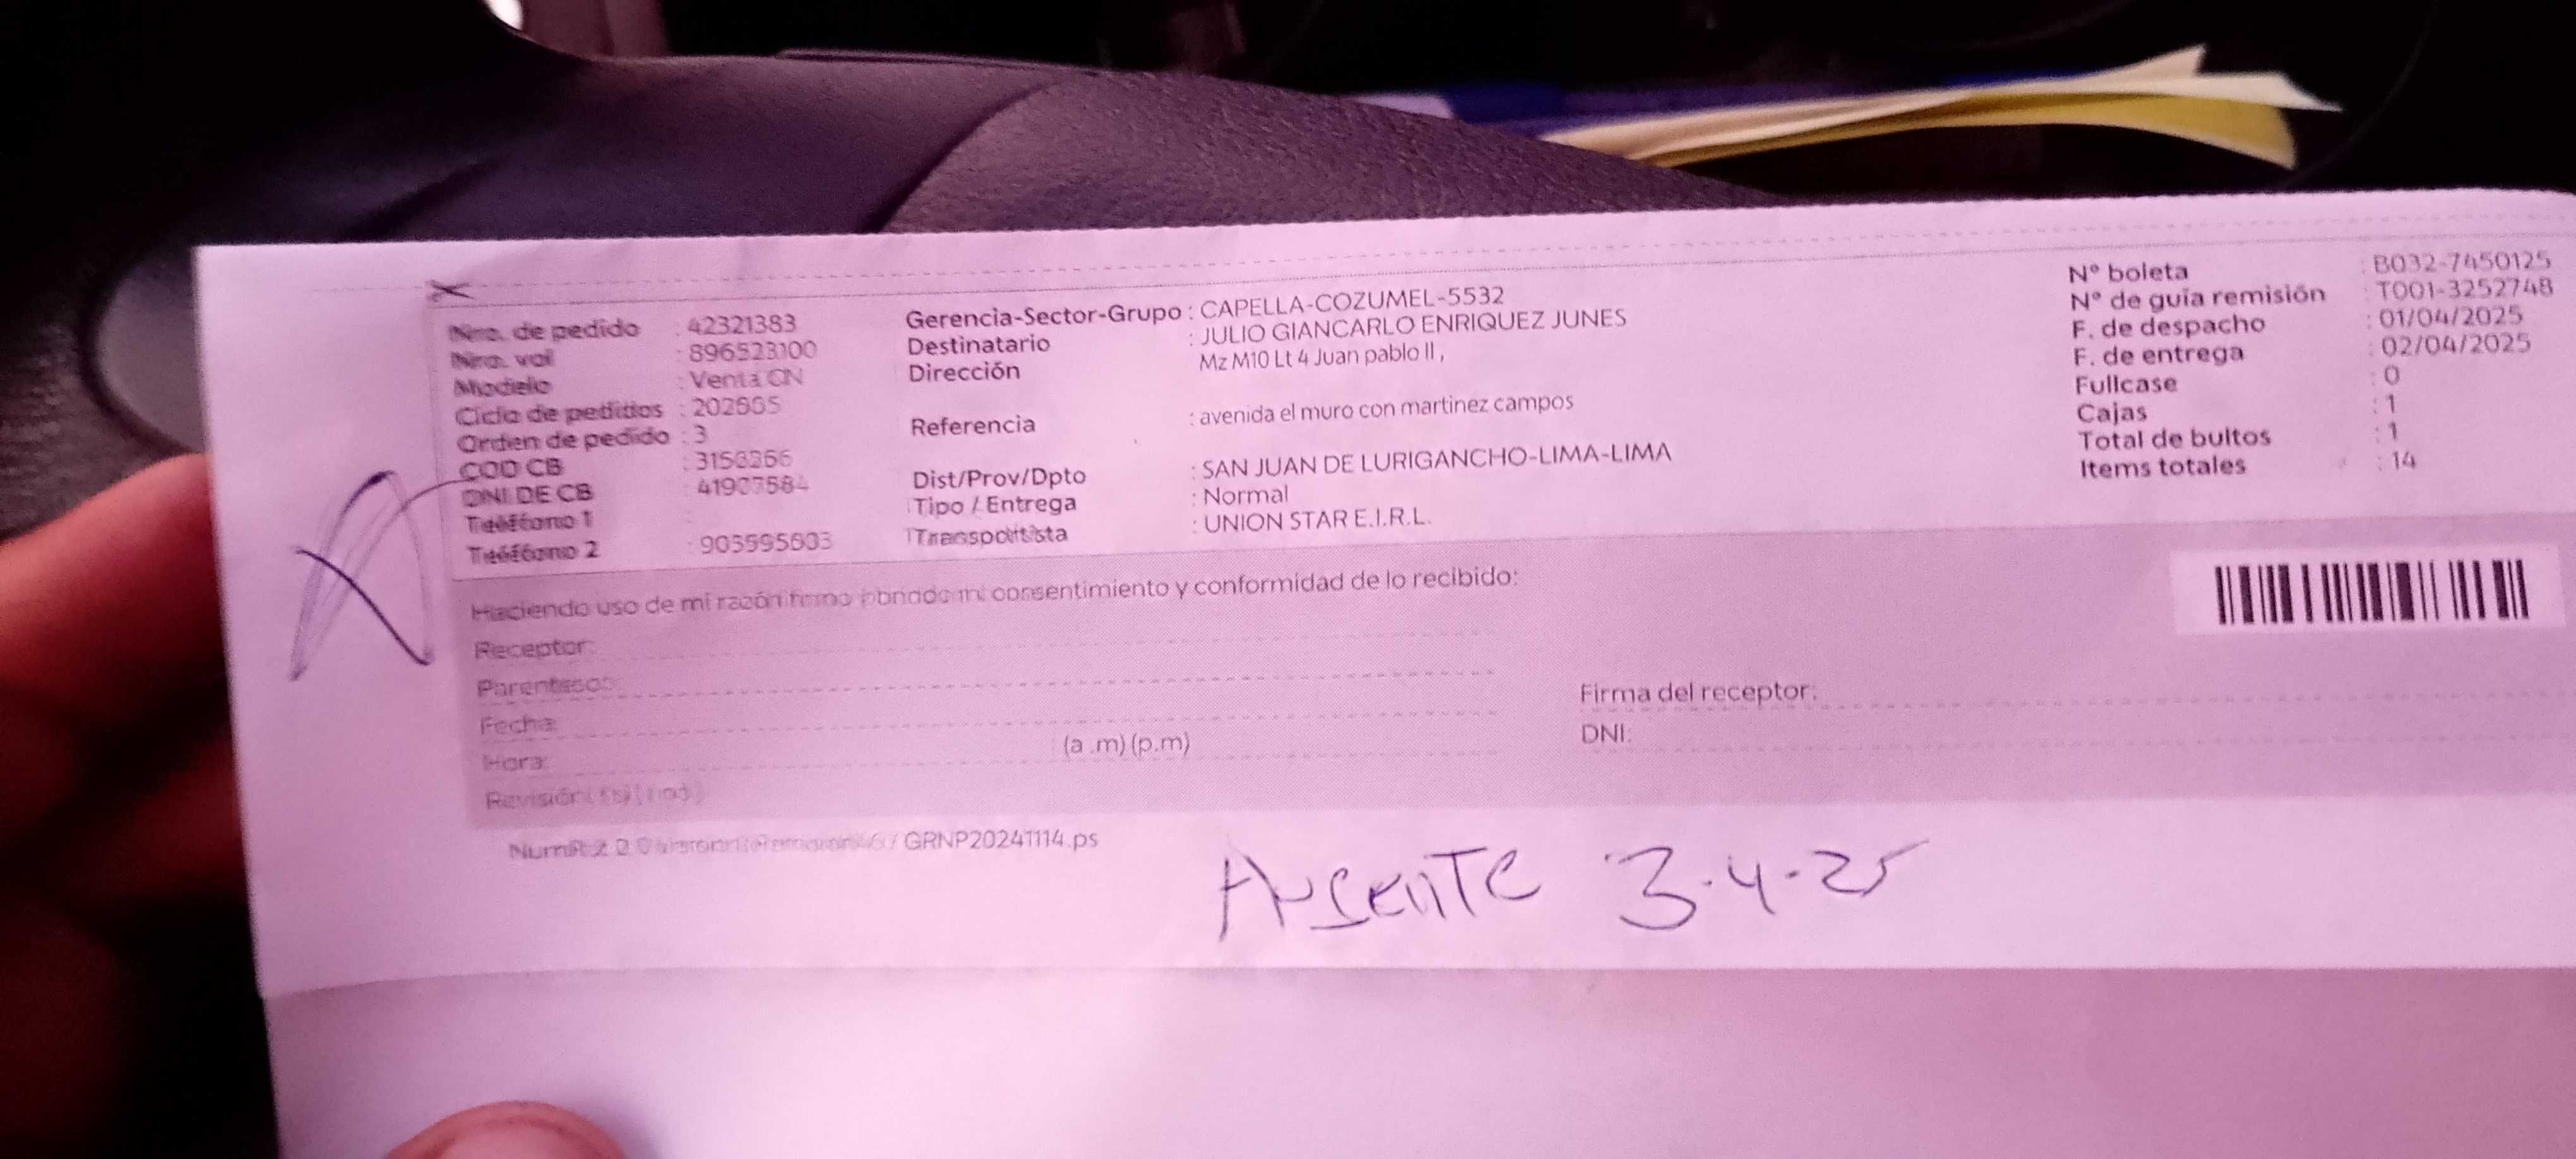 Nro. de pedido : 42321383
Nro. val : 896523100
Modelo : Venta CN
Ciclo de pedidos
Orden de pedido : 3
COD CB
DNI DE CB
Teléfono 1 :
Teléfono 2
Gerencia-Sector-Grupo : CAPELLA-COZUMEL-5532
Destinatario : JULIO GIANCARLO ENRIQUEZ JUNES
Dirección Mz M10 Lt 4 Juan pablo II ,
Referencia : avenida el muro con martinez campos
Dist/Prov/Dpto : SAN JUAN DE LURIGANCHO-LIMA-LIMA
Tipo / Entrega : Normal
Transportista : UNION STAR E.I.R.L.
N° boleta : B032-7450125
N° de guía remisión : T001-3252748
F. de despacho : 01/04/2025
F. de entrega : 02/04/2025
Fullcase : 0
Cajas : 1
Total de bultos : 1
Items totales : 14
Haciendo uso de mi razón firmo consentimiento y conformidad de lo recibido:
Receptor:
Parentesco:
Fecha:
Hora: (a .m) (p.m)
Revisión
Firma del receptor:
DNI:
GRNP20241114.ps
Ausente 3-4-25